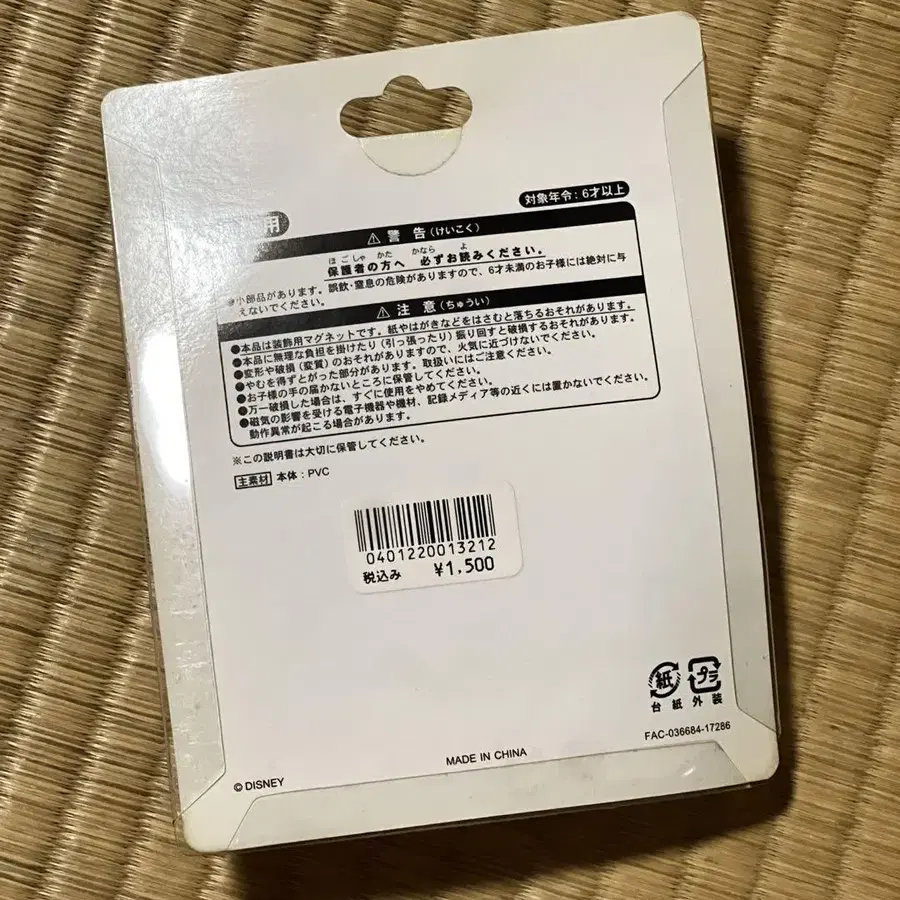 用
対象年令：6才以上
⚠ 警告（けいこく）
ほごしゃ かた かなら よ
保護者の方へ 必ずお読みください。
●小部品があります。誤飲・窒息の危険がありますので、6才未満のお子様には絶対に与
えないでください。
⚠ 注意（ちゅうい）
●本品は装飾用マグネットです。紙やはがきなどをはさむと落ちるおそれがあります。
●本品に無理な負担を掛けたり（引っ張ったり）振り回すと破損するおそれがあります。
●変形や破損（変質）のおそれがありますので、火気に近づけないでください。
●やむを得ずとがった部分があります。取扱いにはご注意ください。
●お子様の手の届かないところに保管してください。
●万一破損した場合は、すぐに使用をやめてください。
●磁気の影響を受ける電子機器や機材、記録メディア等の近くには置かないでください。
動作異常が起こる場合があります。
※この説明書は大切に保管してください。
主素材 本体：PVC
0401220013212
税込み ¥1,500
紙 プラ
台紙 外装
FAC-036684-17286
MADE IN CHINA
© DISNEY